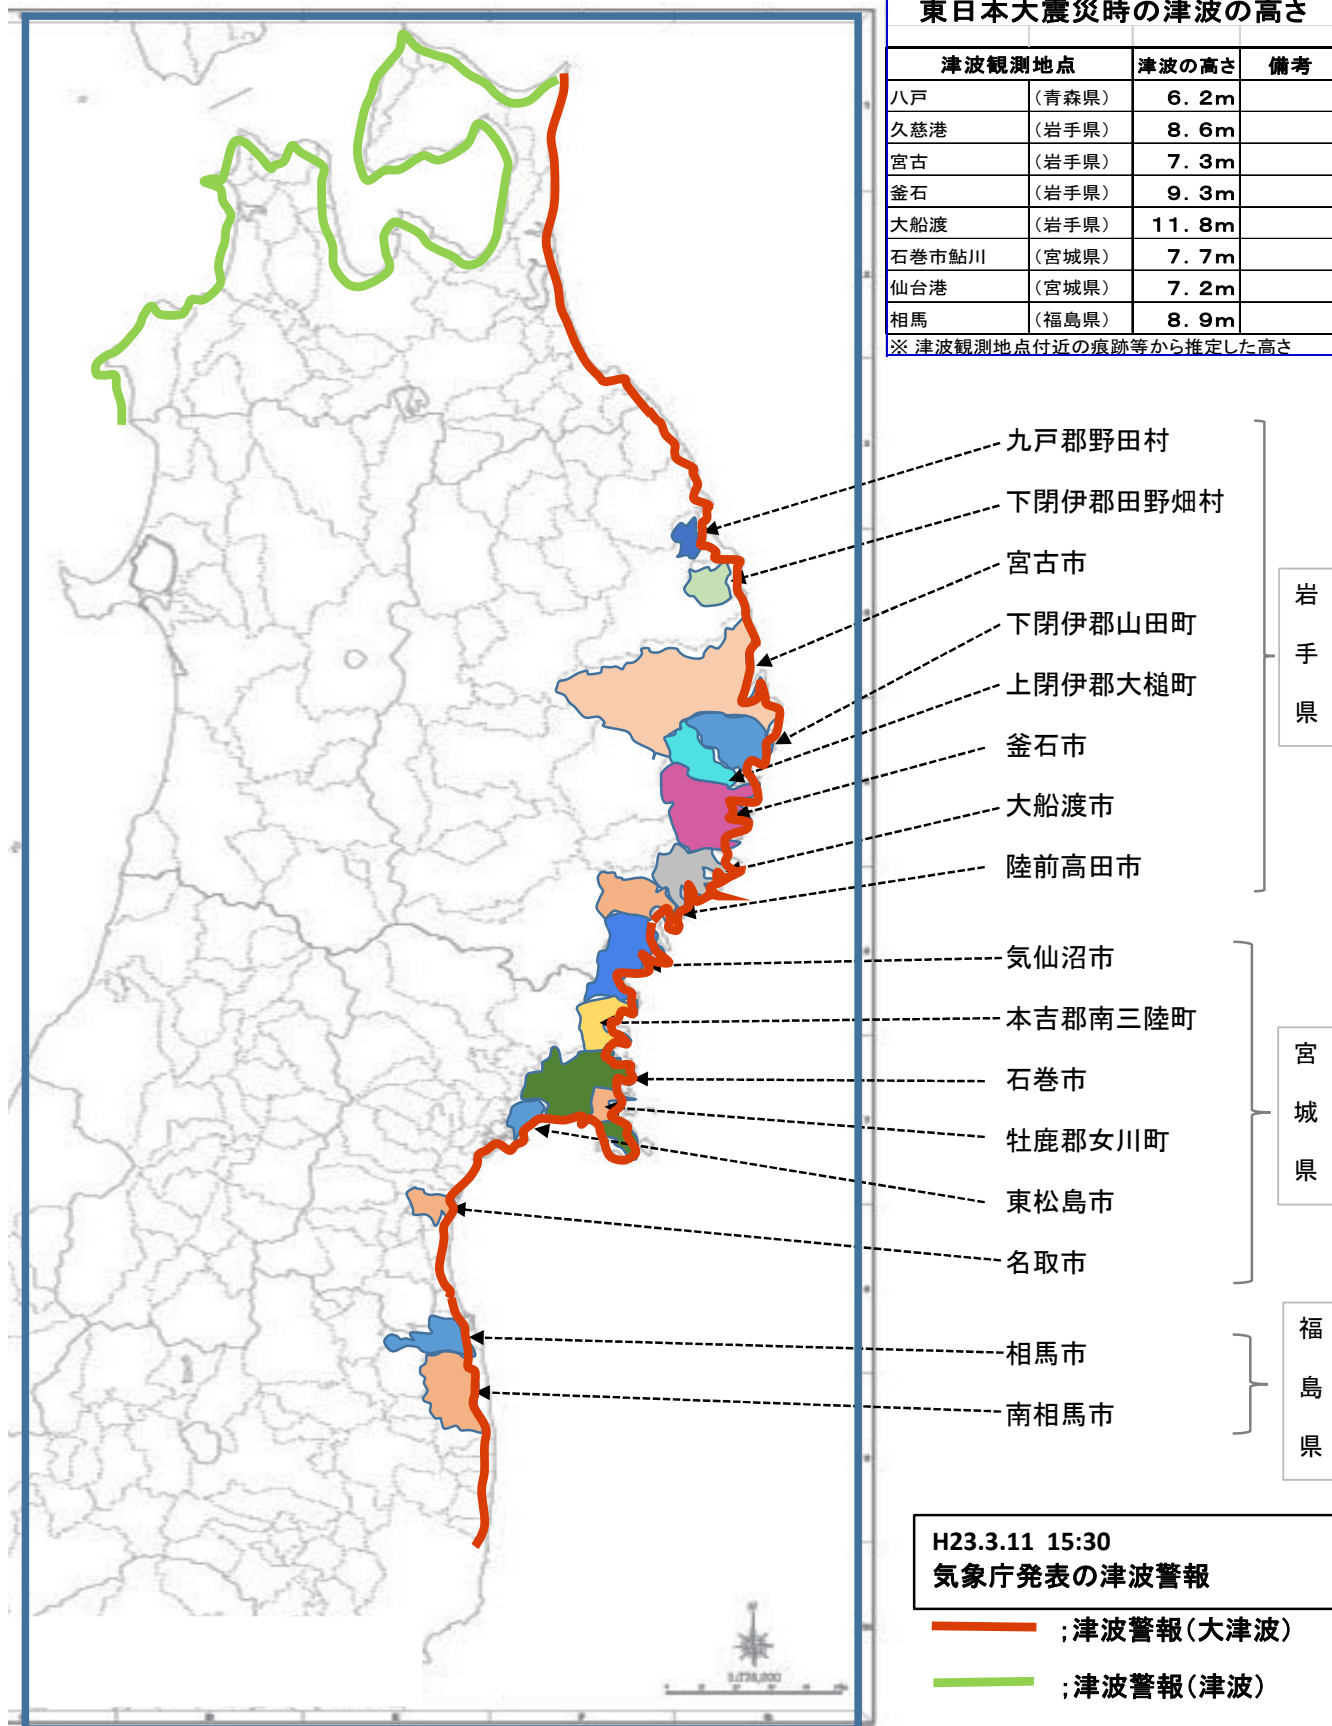 東日本大震災時の津波の高さ
津波観測地点 津波の高さ 備考
八戸 （青森県） 6．2m
久慈港 （岩手県） 8．6m
宮古 （岩手県） 7．3m
釜石 （岩手県） 9．3m
大船渡 （岩手県） 11．8m
石巻市鮎川 （宮城県） 7．7m
仙台港 （宮城県） 7．2m
相馬 （福島県） 8．9m
※ 津波観測地点付近の痕跡等から推定した高さ
九戸郡野田村
下閉伊郡田野畑村
宮古市
下閉伊郡山田町
上閉伊郡大槌町
釜石市
大船渡市
陸前高田市
岩手県
気仙沼市
本吉郡南三陸町
石巻市
牡鹿郡女川町
東松島市
名取市
宮城県
相馬市
南相馬市
福島県
H23.3.11 15:30
気象庁発表の津波警報
；津波警報（大津波）
；津波警報（津波）